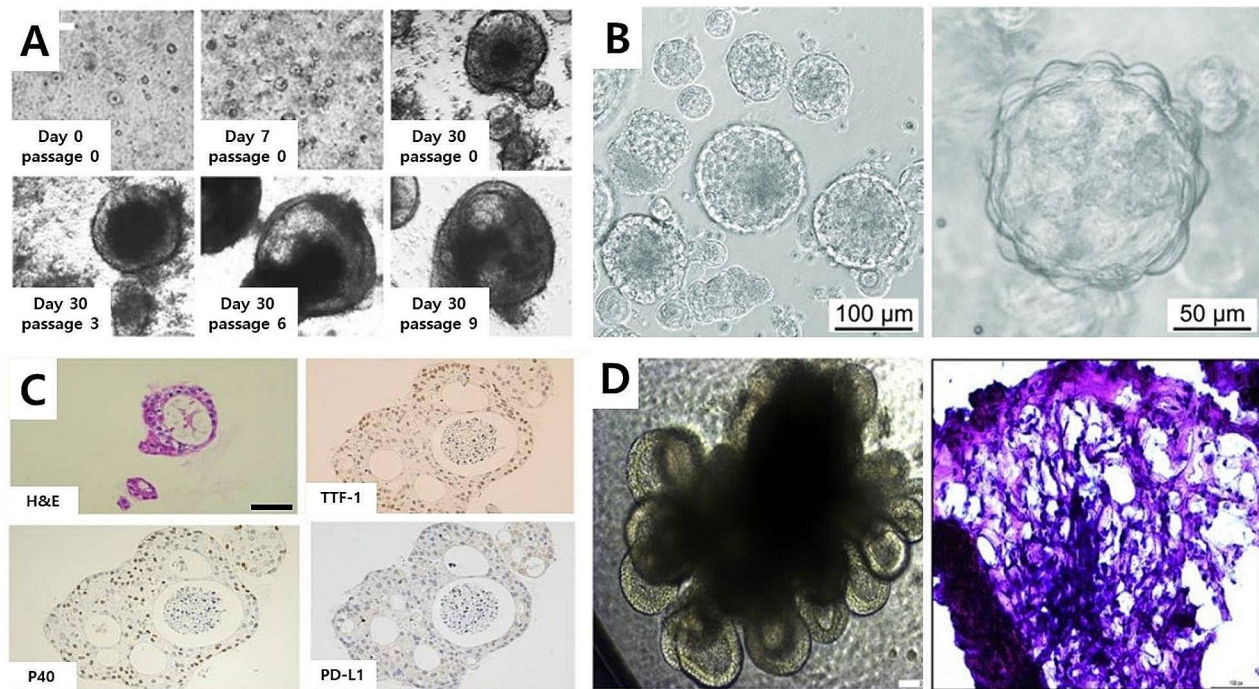 A
Day 0
passage 0
Day 7
passage 0
Day 30
passage 0
Day 30
passage 3
Day 30
passage 6
Day 30
passage 9
B
100 µm
50 µm
C
H&E
TTF-1
P40
PD-L1
D